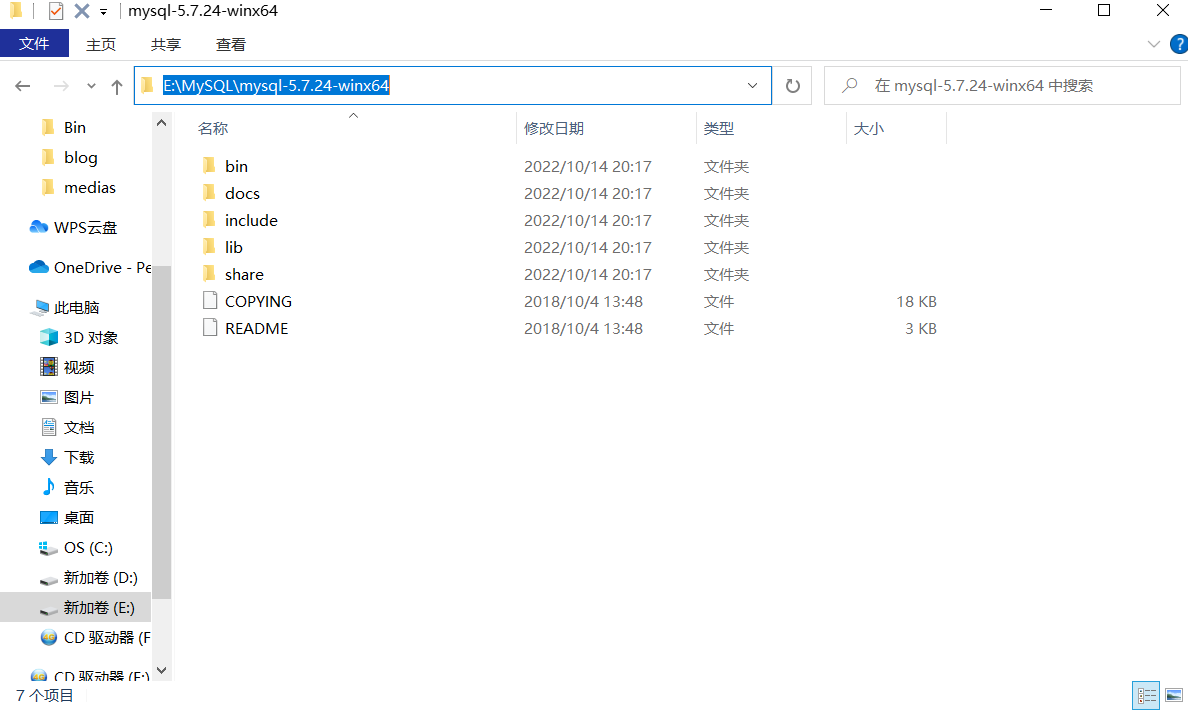 mysql-5.7.24-winx64
文件 主页 共享 查看
E:\MySQL\mysql-5.7.24-winx64 在 mysql-5.7.24-winx64 中搜索
名称 修改日期 类型 大小
Bin
blog
medias
WPS云盘
OneDrive - Pe
此电脑
3D 对象
视频
图片
文档
下载
音乐
桌面
OS (C:)
新加卷 (D:)
新加卷 (E:)
CD 驱动器 (F
CD 驱动器 (F:)
bin 2022/10/14 20:17 文件夹
docs 2022/10/14 20:17 文件夹
include 2022/10/14 20:17 文件夹
lib 2022/10/14 20:17 文件夹
share 2022/10/14 20:17 文件夹
COPYING 2018/10/4 13:48 文件 18 KB
README 2018/10/4 13:48 文件 3 KB
7 个项目